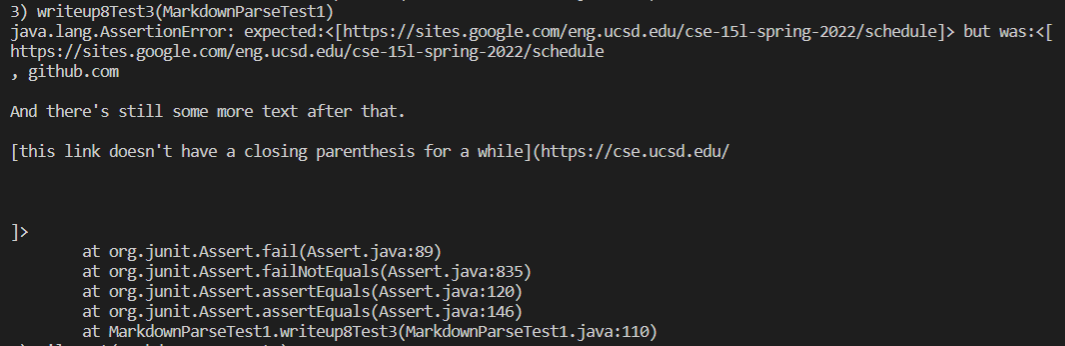 3) writeup8Test3(MarkdownParseTest1)
java.lang.AssertionError: expected:<[https://sites.google.com/eng.ucsd.edu/cse-15l-spring-2022/schedule]> but was:<[
https://sites.google.com/eng.ucsd.edu/cse-15l-spring-2022/schedule
, github.com
And there's still some more text after that.
[this link doesn't have a closing parenthesis for a while](https://cse.ucsd.edu/
]>
at org.junit.Assert.fail(Assert.java:89)
at org.junit.Assert.failNotEquals(Assert.java:835)
at org.junit.Assert.assertEquals(Assert.java:120)
at org.junit.Assert.assertEquals(Assert.java:146)
at MarkdownParseTest1.writeup8Test3(MarkdownParseTest1.java:110)